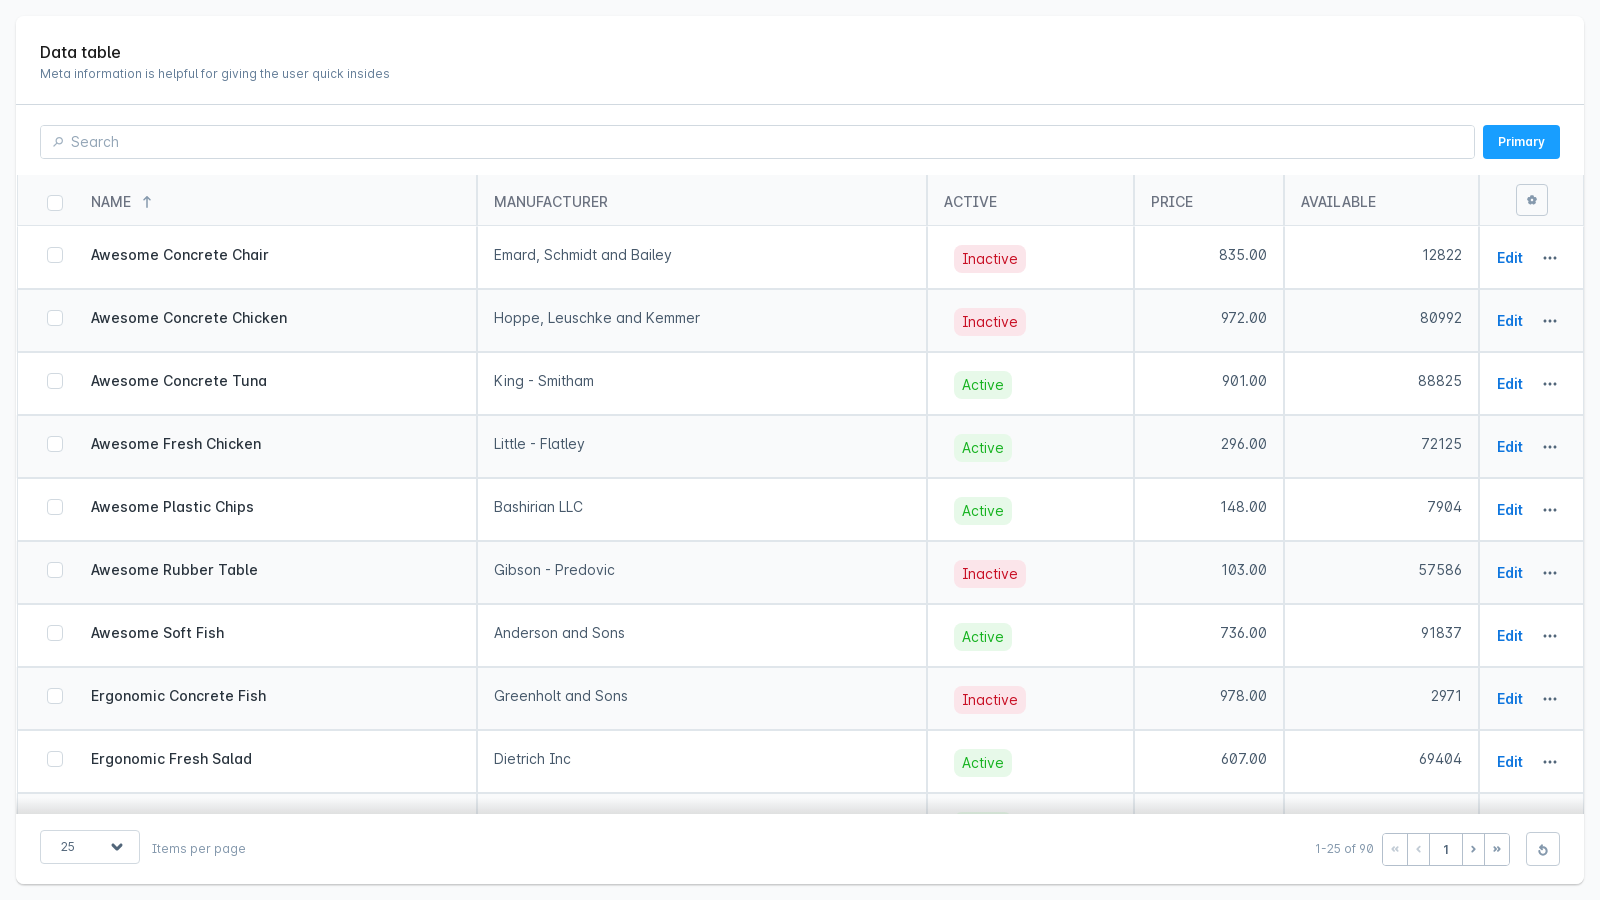 Data table
Meta information is helpful for giving the user quick insides
Search
Primary
NAME MANUFACTURER ACTIVE PRICE AVAILABLE
Awesome Concrete Chair Emard, Schmidt and Bailey Inactive 835.00 12822 Edit
Awesome Concrete Chicken Hoppe, Leuschke and Kemmer Inactive 972.00 80992 Edit
Awesome Concrete Tuna King - Smitham Active 901.00 88825 Edit
Awesome Fresh Chicken Little - Flatley Active 296.00 72125 Edit
Awesome Plastic Chips Bashirian LLC Active 148.00 7904 Edit
Awesome Rubber Table Gibson - Predovic Inactive 103.00 57586 Edit
Awesome Soft Fish Anderson and Sons Active 736.00 91837 Edit
Ergonomic Concrete Fish Greenholt and Sons Inactive 978.00 2971 Edit
Ergonomic Fresh Salad Dietrich Inc Active 607.00 69404 Edit
25 Items per page 1-25 of 90 « ‹ 1 › »